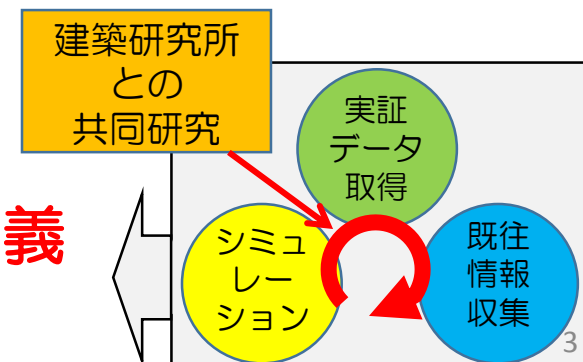 建築研究所
との
共同研究
実証
データ
取得
義
シミュ
レー
ション
既往
情報
収集
3